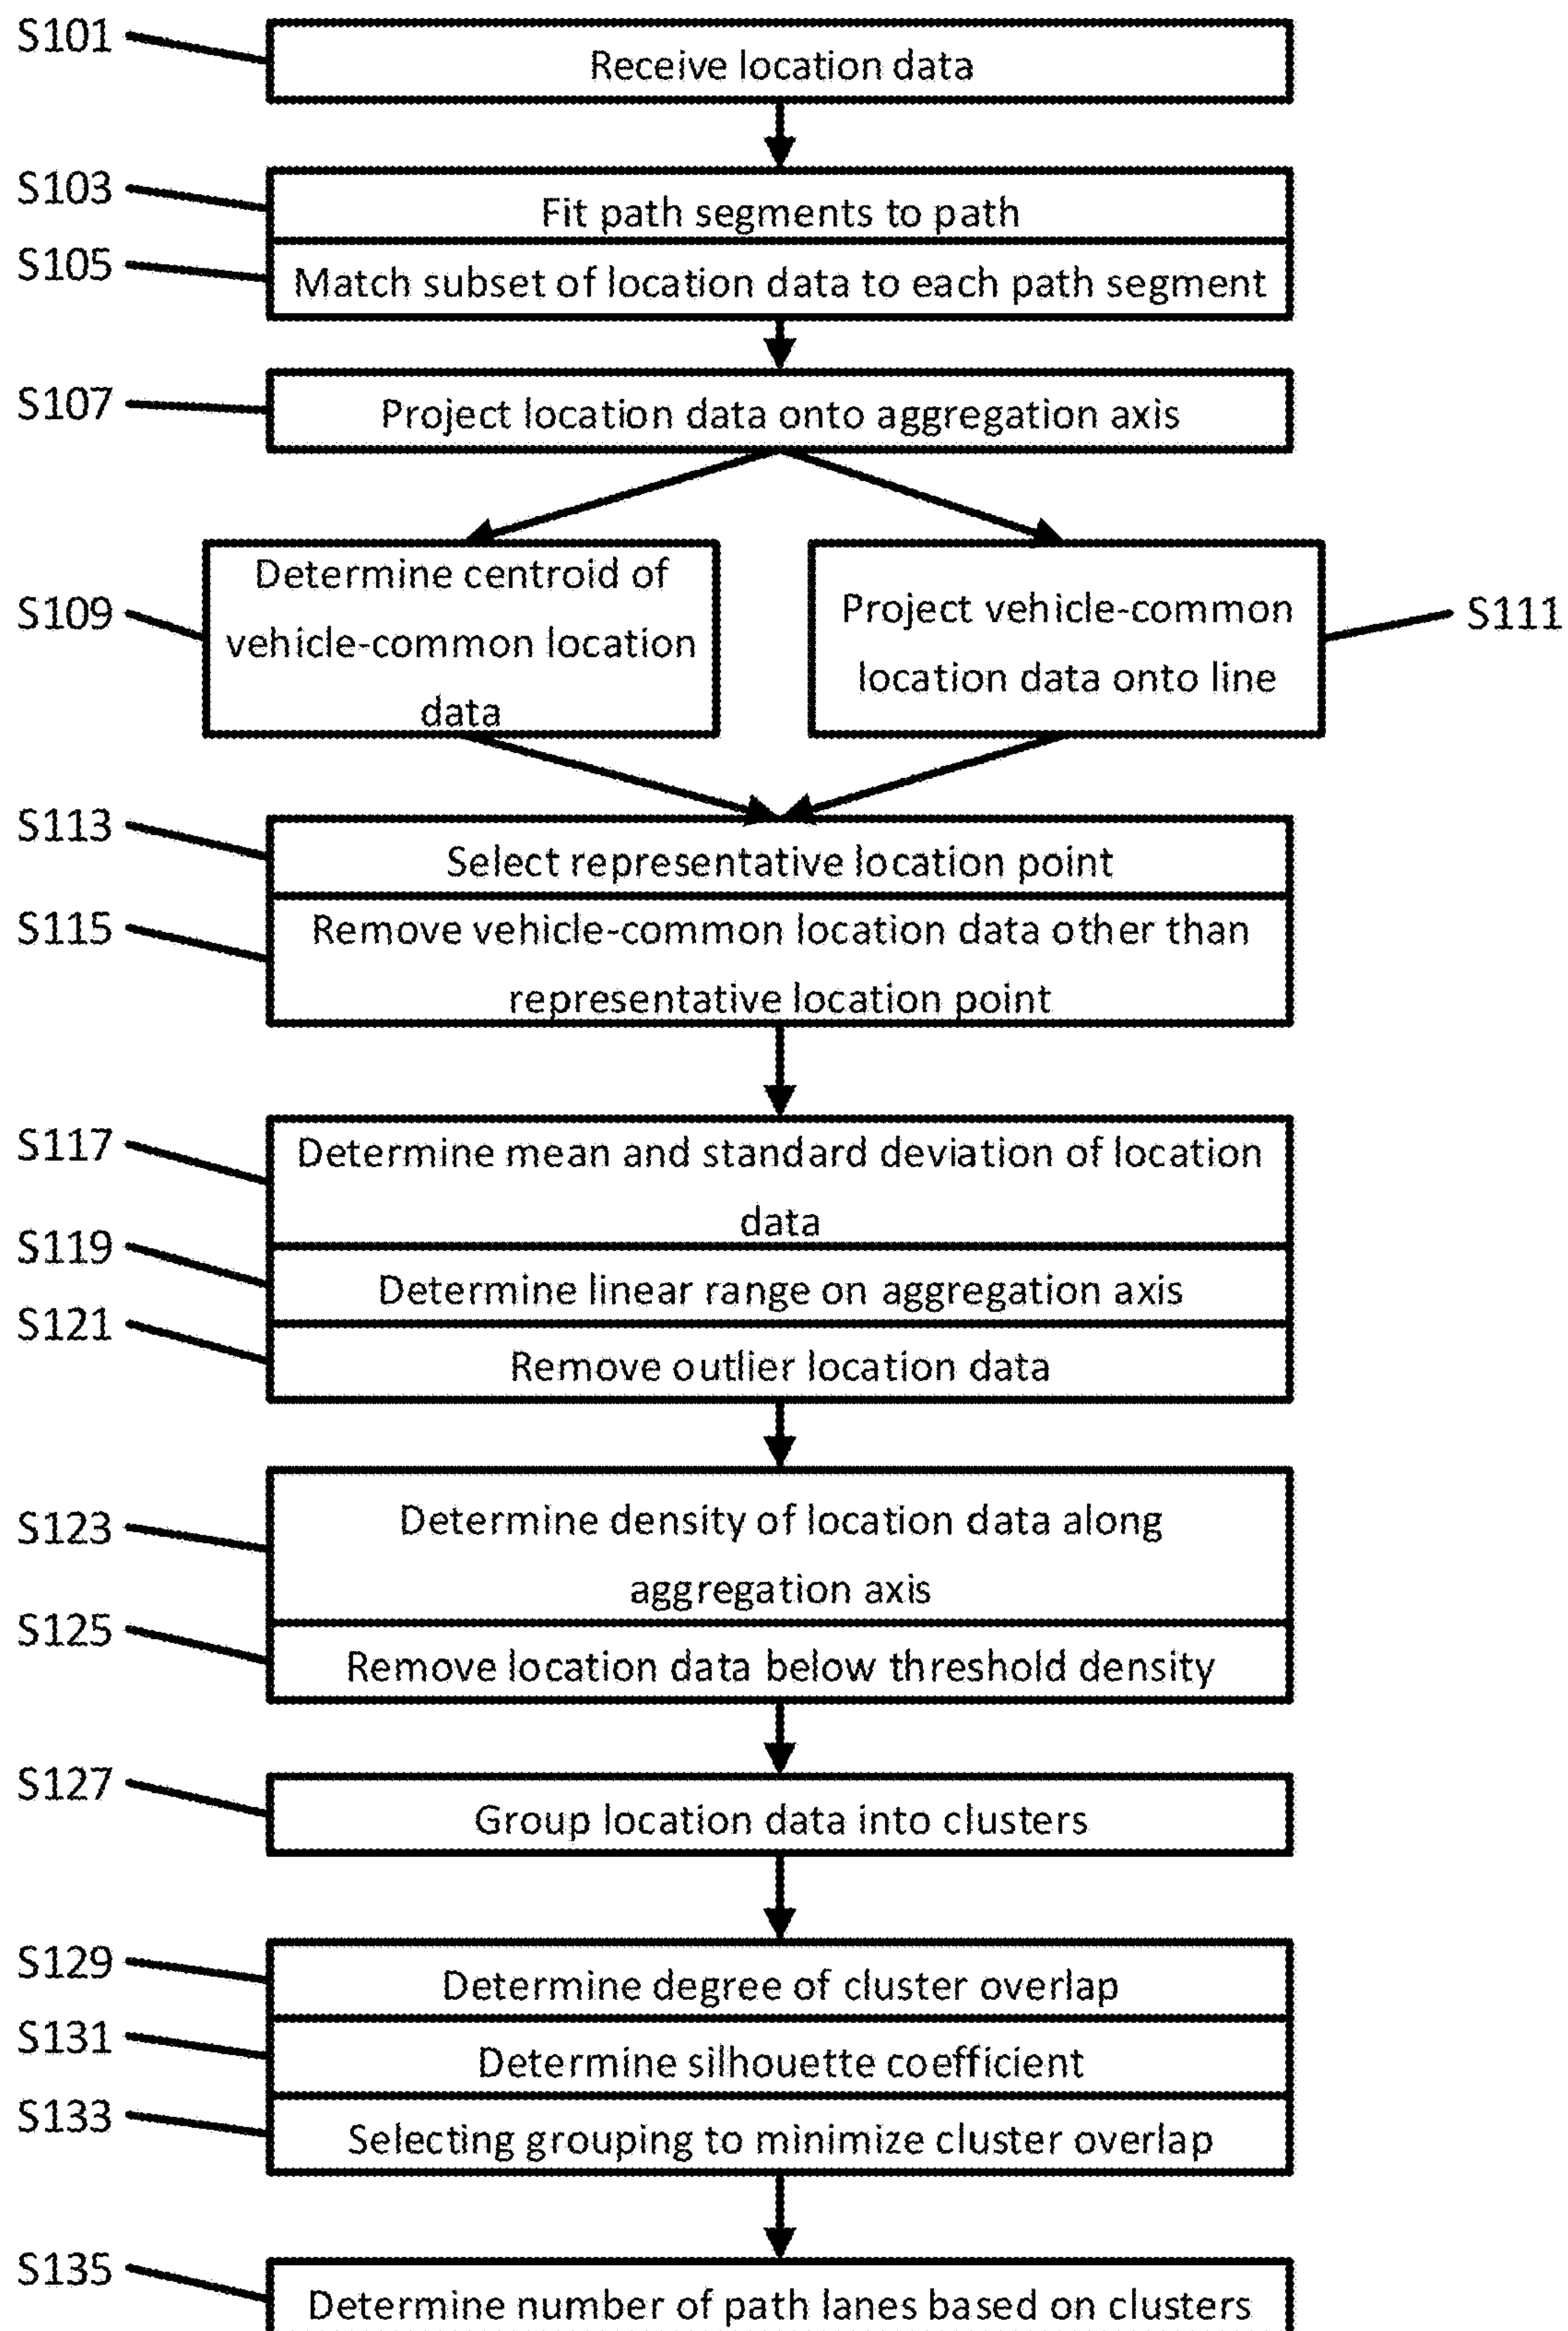 S101
Receive location data
S103
Fit path segments to path
S105
Match subset of location data to each path segment
S107
Project location data onto aggregation axis
S109
Determine centroid of
vehicle-common location
data
Project vehicle-common
location data onto line
S111
S113
Select representative location point
S115
Remove vehicle-common location data other than
representative location point
S117
Determine mean and standard deviation of location
data
S119
Determine linear range on aggregation axis
S121
Remove outlier location data
S123
Determine density of location data along
aggregation axis
S125
Remove location data below threshold density
S127
Group location data into clusters
S129
Determine degree of cluster overlap
S131
Determine silhouette coefficient
S133
Selecting grouping to minimize cluster overlap
S135
Determine number of path lanes based on clusters